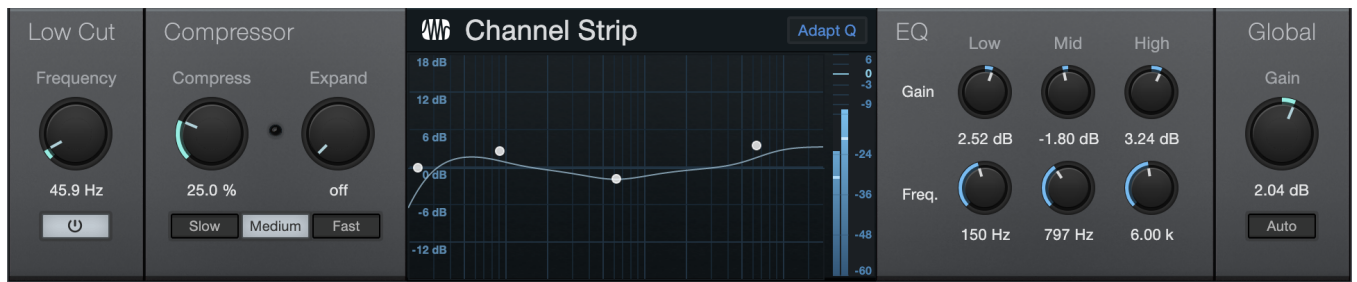 Low Cut
Frequency
45.9 Hz
Compressor
Compress
Expand
25.0 %
off
Slow
Medium
Fast
Channel Strip
Adapt Q
18 dB
12 dB
6 dB
0 dB
-6 dB
-12 dB
6
0
-3
-9
-24
-36
-48
-60
EQ
Low
Mid
High
Gain
2.52 dB
-1.80 dB
3.24 dB
Freq.
150 Hz
797 Hz
6.00 k
Global
Gain
2.04 dB
Auto